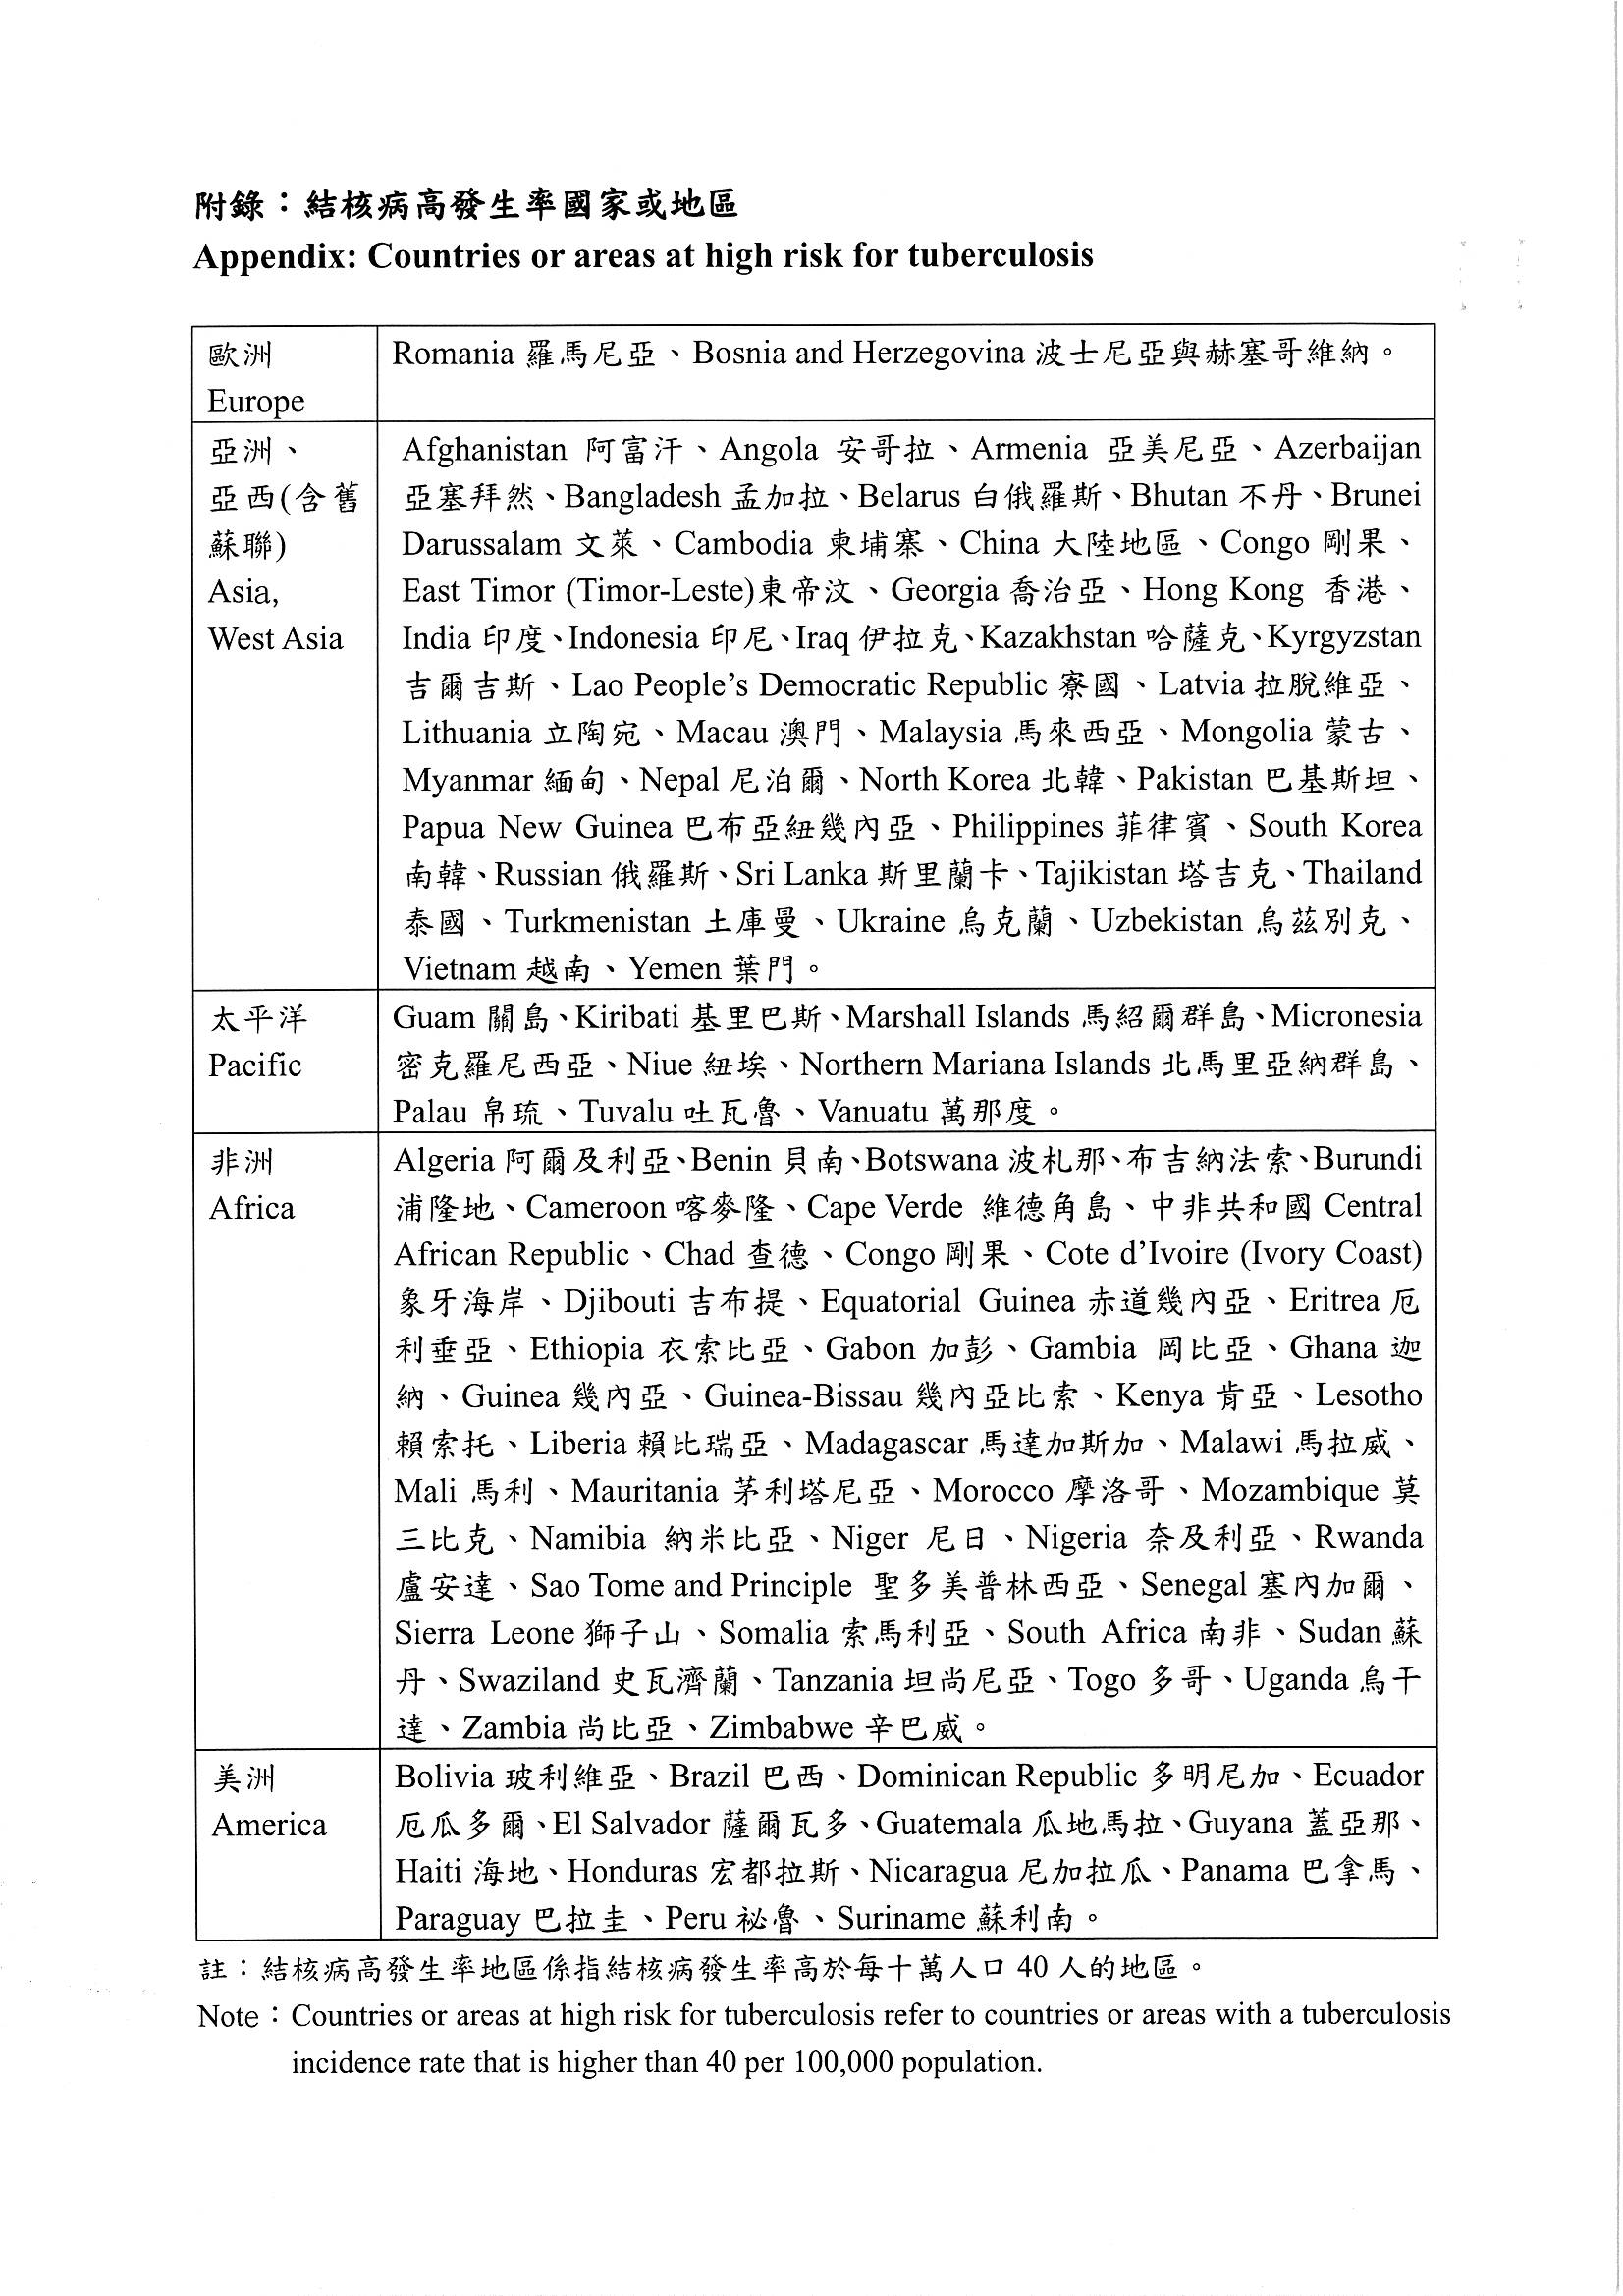 附錄：結核病高發生率國家或地區
Appendix: Countries or areas at high risk for tuberculosis
歐洲
Europe
Romania 羅馬尼亞、Bosnia and Herzegovina 波士尼亞與赫塞哥維納。
亞洲、
亞西(含舊
蘇聯)
Asia,
West Asia
Afghanistan 阿富汗、Angola 安哥拉、Armenia 亞美尼亞、Azerbaijan
亞塞拜然、Bangladesh 孟加拉、Belarus 白俄羅斯、Bhutan 不丹、Brunei
Darussalam 文萊、Cambodia 柬埔寨、China 大陸地區、Congo 剛果、
East Timor (Timor-Leste)東帝汶、Georgia 喬治亞、Hong Kong 香港、
India 印度、Indonesia 印尼、Iraq 伊拉克、Kazakhstan 哈薩克、Kyrgyzstan
吉爾吉斯、Lao People’s Democratic Republic 寮國、Latvia 拉脫維亞、
Lithuania 立陶宛、Macau 澳門、Malaysia 馬來西亞、Mongolia 蒙古、
Myanmar 緬甸、Nepal 尼泊爾、North Korea 北韓、Pakistan 巴基斯坦、
Papua New Guinea 巴布亞紐幾內亞、Philippines 菲律賓、South Korea
南韓、Russian 俄羅斯、Sri Lanka 斯里蘭卡、Tajikistan 塔吉克、Thailand
泰國、Turkmenistan 土庫曼、Ukraine 烏克蘭、Uzbekistan 烏茲別克、
Vietnam 越南、Yemen 葉門。
太平洋
Pacific
Guam 關島、Kiribati 基里巴斯、Marshall Islands 馬紹爾群島、Micronesia
密克羅尼西亞、Niue 紐埃、Northern Mariana Islands 北馬里亞納群島、
Palau 帛琉、Tuvalu 吐瓦魯、Vanuatu 萬那度。
非洲
Africa
Algeria 阿爾及利亞、Benin 貝南、Botswana 波札那、布吉納法索、Burundi
浦隆地、Cameroon 喀麥隆、Cape Verde 維德角島、中非共和國 Central
African Republic、Chad 查德、Congo 剛果、Cote d’Ivoire (Ivory Coast)
象牙海岸、Djibouti 吉布提、Equatorial Guinea 赤道幾內亞、Eritrea 厄
利垂亞、Ethiopia 衣索比亞、Gabon 加彭、Gambia 岡比亞、Ghana 迦
納、Guinea 幾內亞、Guinea-Bissau 幾內亞比索、Kenya 肯亞、Lesotho
賴索托、Liberia 賴比瑞亞、Madagascar 馬達加斯加、Malawi 馬拉威、
Mali 馬利、Mauritania 茅利塔尼亞、Morocco 摩洛哥、Mozambique 莫
三比克、Namibia 納米比亞、Niger 尼日、Nigeria 奈及利亞、Rwanda
盧安達、Sao Tome and Principle 聖多美普林西亞、Senegal 塞內加爾、
Sierra Leone 獅子山、Somalia 索馬利亞、South Africa 南非、Sudan 蘇
丹、Swaziland 史瓦濟蘭、Tanzania 坦尚尼亞、Togo 多哥、Uganda 烏干
達、Zambia 尚比亞、Zimbabwe 辛巴威。
美洲
America
Bolivia 玻利維亞、Brazil 巴西、Dominican Republic 多明尼加、Ecuador
厄瓜多爾、El Salvador 薩爾瓦多、Guatemala 瓜地馬拉、Guyana 蓋亞那、
Haiti 海地、Honduras 宏都拉斯、Nicaragua 尼加拉瓜、Panama 巴拿馬、
Paraguay 巴拉圭、Peru 祕魯、Suriname 蘇利南。
註：結核病高發生率地區係指結核病發生率高於每十萬人口 40 人的地區。
Note：Countries or areas at high risk for tuberculosis refer to countries or areas with a tuberculosis
incidence rate that is higher than 40 per 100,000 population.